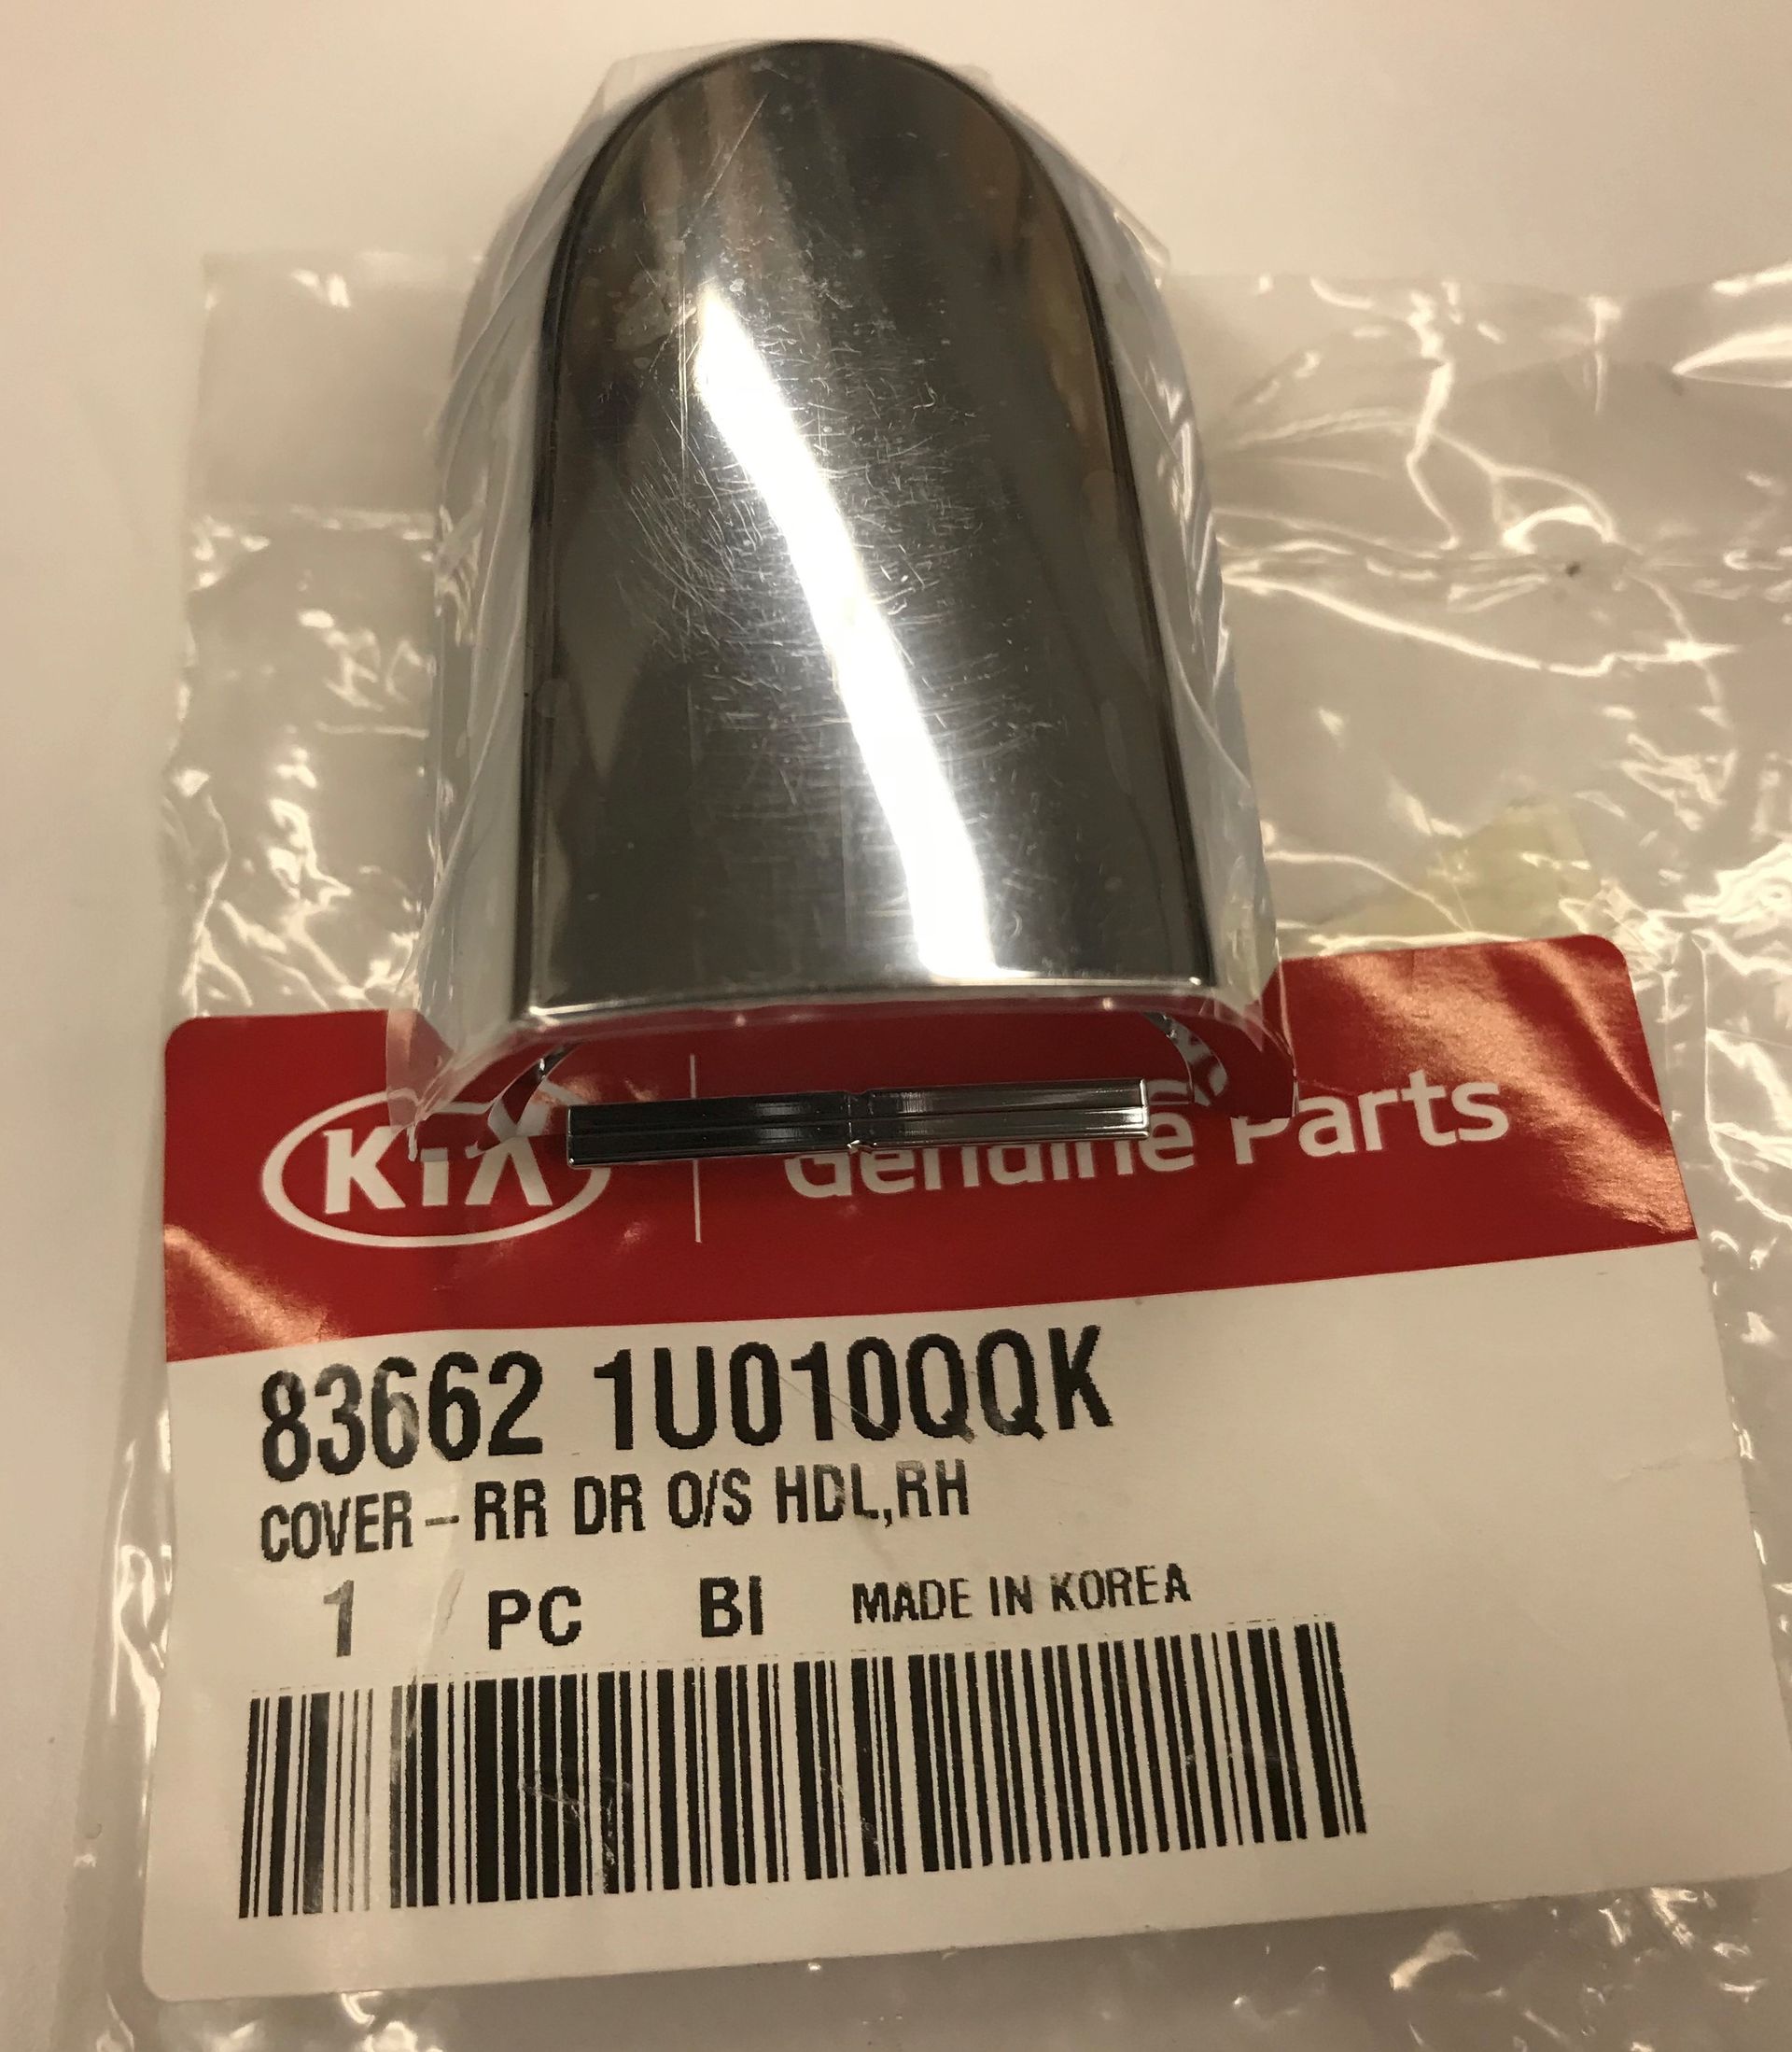 KIA Genuine Parts
83662 1U010QQK
COVER-RR DR O/S HDL,RH
1 PC BI MADE IN KOREA